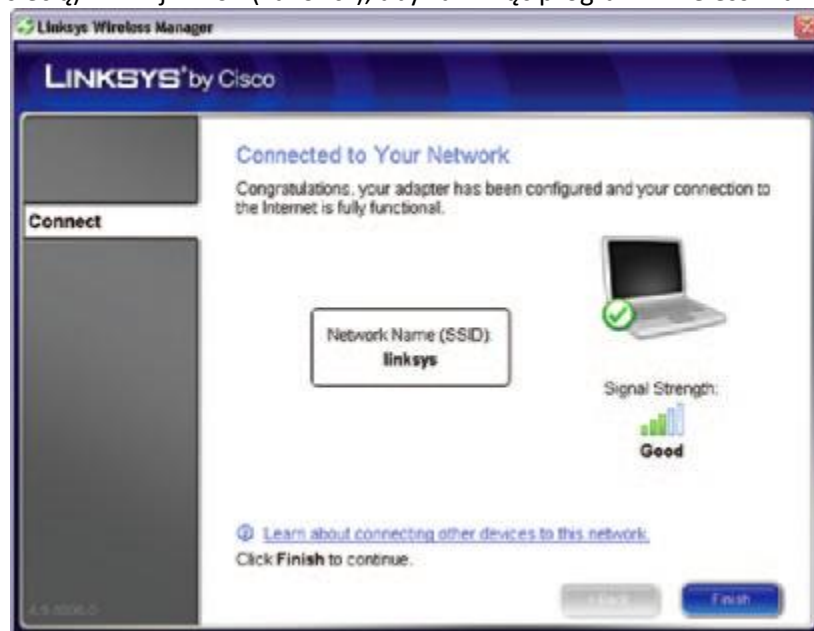 Linksys Wireless Manager
LINKSYS® by Cisco
Connected to Your Network
Congratulations, your adapter has been configured and your connection to
the Internet is fully functional.
Connect
Network Name (SSID):
linksys
Signal Strength:
Good
Learn about connecting other devices to this network.
Click Finish to continue.
Finish